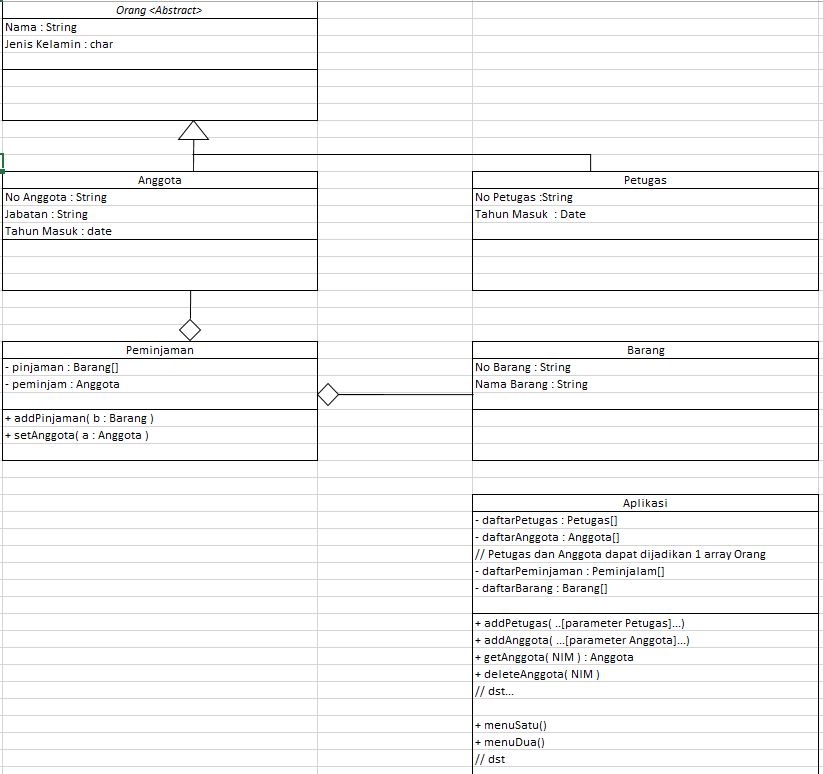 Orang <Abstract>
Nama : String
Jenis Kelamin : char
Anggota
No Anggota : String
Jabatan : String
Tahun Masuk : date
Petugas
No Petugas :String
Tahun Masuk  : Date
Peminjaman
- pinjaman : Barang[]
- peminjam : Anggota
+ addPinjaman( b : Barang )
+ setAnggota( a : Anggota )
Barang
No Barang : String
Nama Barang : String
Aplikasi
- daftarPetugas : Petugas[]
- daftarAnggota : Anggota[]
// Petugas dan Anggota dapat dijadikan 1 array Orang
- daftarPeminjaman : Peminjalam[]
- daftarBarang : Barang[]
+ addPetugas( ..[parameter Petugas]...)
+ addAnggota( ...[parameter Anggota]...)
+ getAnggota( NIM ) : Anggota
+ deleteAnggota( NIM )
// dst...
+ menuSatu()
+ menuDua()
// dst